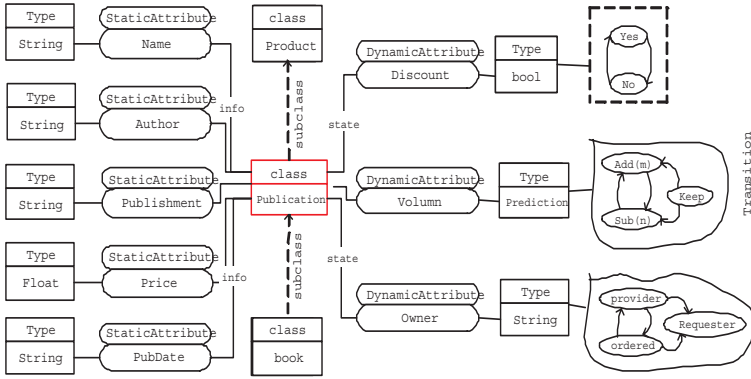 Type
String
StaticAttribute
Name
class
Product
DynamicAttribute
Discount
Type
bool
Yes
No
Type
String
StaticAttribute
Author
info
subclass
state
Type
String
StaticAttribute
Publishment
class
Publication
DynamicAttribute
Volumn
Type
Prediction
Add(m)
Keep
Sub(n)
Transition
Type
Float
StaticAttribute
Price
info
subclass
state
Type
String
StaticAttribute
PubDate
class
book
DynamicAttribute
Owner
Type
String
provider
Requester
ordered